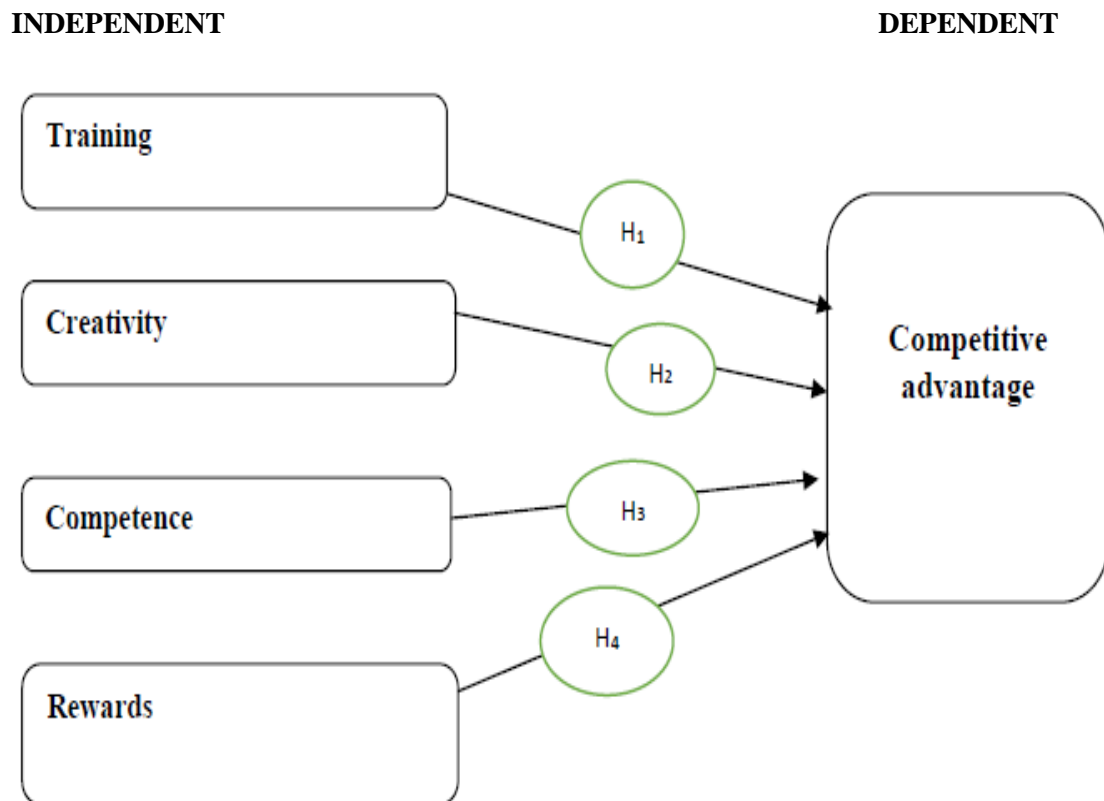 INDEPENDENT
DEPENDENT
Training
H₁
Creativity
H₂
Competitive
advantage
Competence
H₃
H₄
Rewards